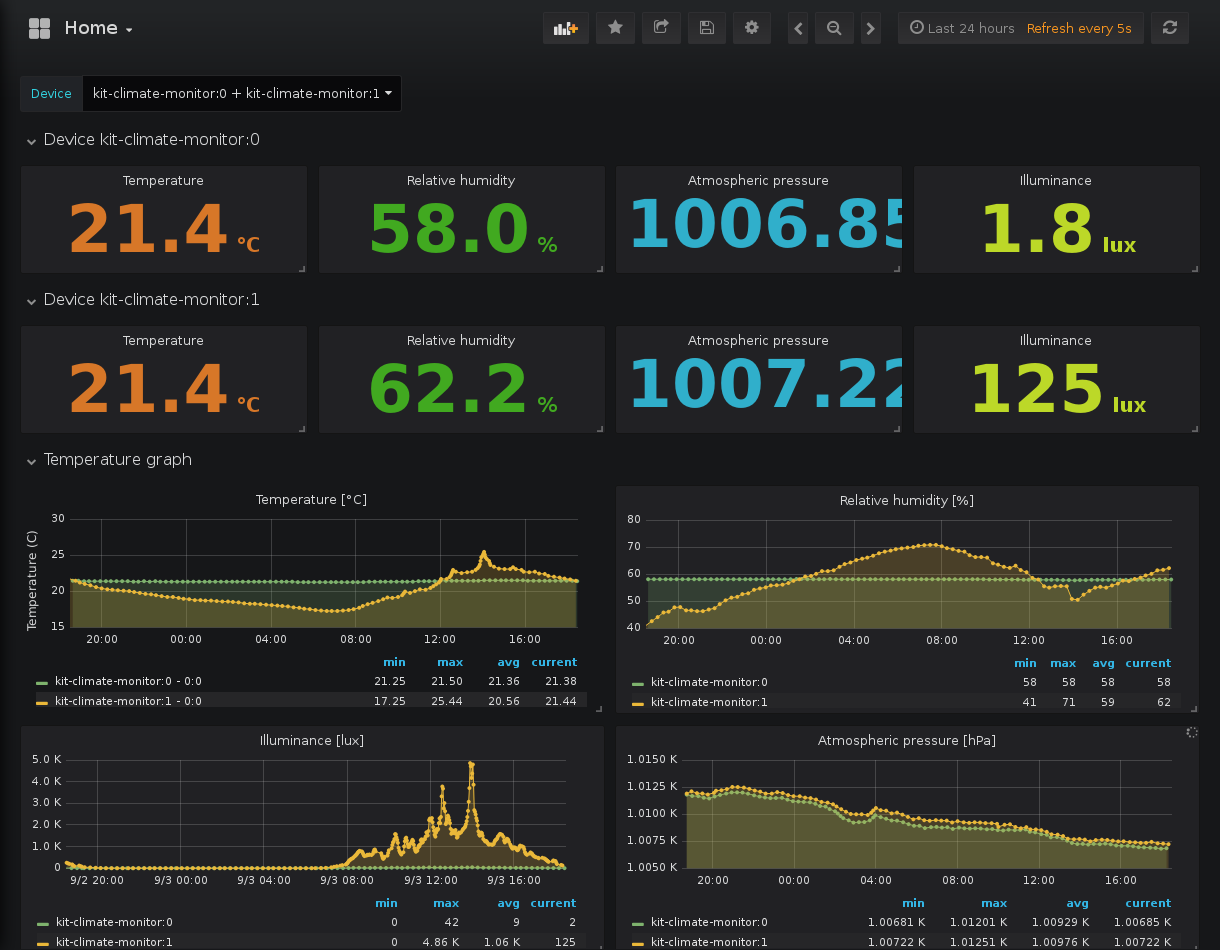 Home
Last 24 hours Refresh every 5s
Device kit-climate-monitor:0 + kit-climate-monitor:1
Device kit-climate-monitor:0
Temperature Relative humidity Atmospheric pressure Illuminance
21.4 °C 58.0 % 1006.85 1.8 lux
Device kit-climate-monitor:1
Temperature Relative humidity Atmospheric pressure Illuminance
21.4 °C 62.2 % 1007.22 125 lux
Temperature graph
Temperature [°C]
Temperature (C)
30
25
20
15
20:00 00:00 04:00 08:00 12:00 16:00
min max avg current
kit-climate-monitor:0 - 0:0 21.25 21.50 21.36 21.38
kit-climate-monitor:1 - 0:0 17.25 25.44 20.56 21.44
Relative humidity [%]
80
70
60
50
40
20:00 00:00 04:00 08:00 12:00 16:00
min max avg current
kit-climate-monitor:0 58 58 58 58
kit-climate-monitor:1 41 71 59 62
Illuminance [lux]
5.0 K
4.0 K
3.0 K
2.0 K
1.0 K
0
9/2 20:00 9/3 00:00 9/3 04:00 9/3 08:00 9/3 12:00 9/3 16:00
min max avg current
kit-climate-monitor:0 0 42 9 2
kit-climate-monitor:1 0 4.86 K 1.06 K 125
Atmospheric pressure [hPa]
1.0150 K
1.0125 K
1.0100 K
1.0075 K
1.0050 K
20:00 00:00 04:00 08:00 12:00 16:00
min max avg current
kit-climate-monitor:0 1.00681 K 1.01201 K 1.00929 K 1.00685 K
kit-climate-monitor:1 1.00722 K 1.01251 K 1.00976 K 1.00722 K